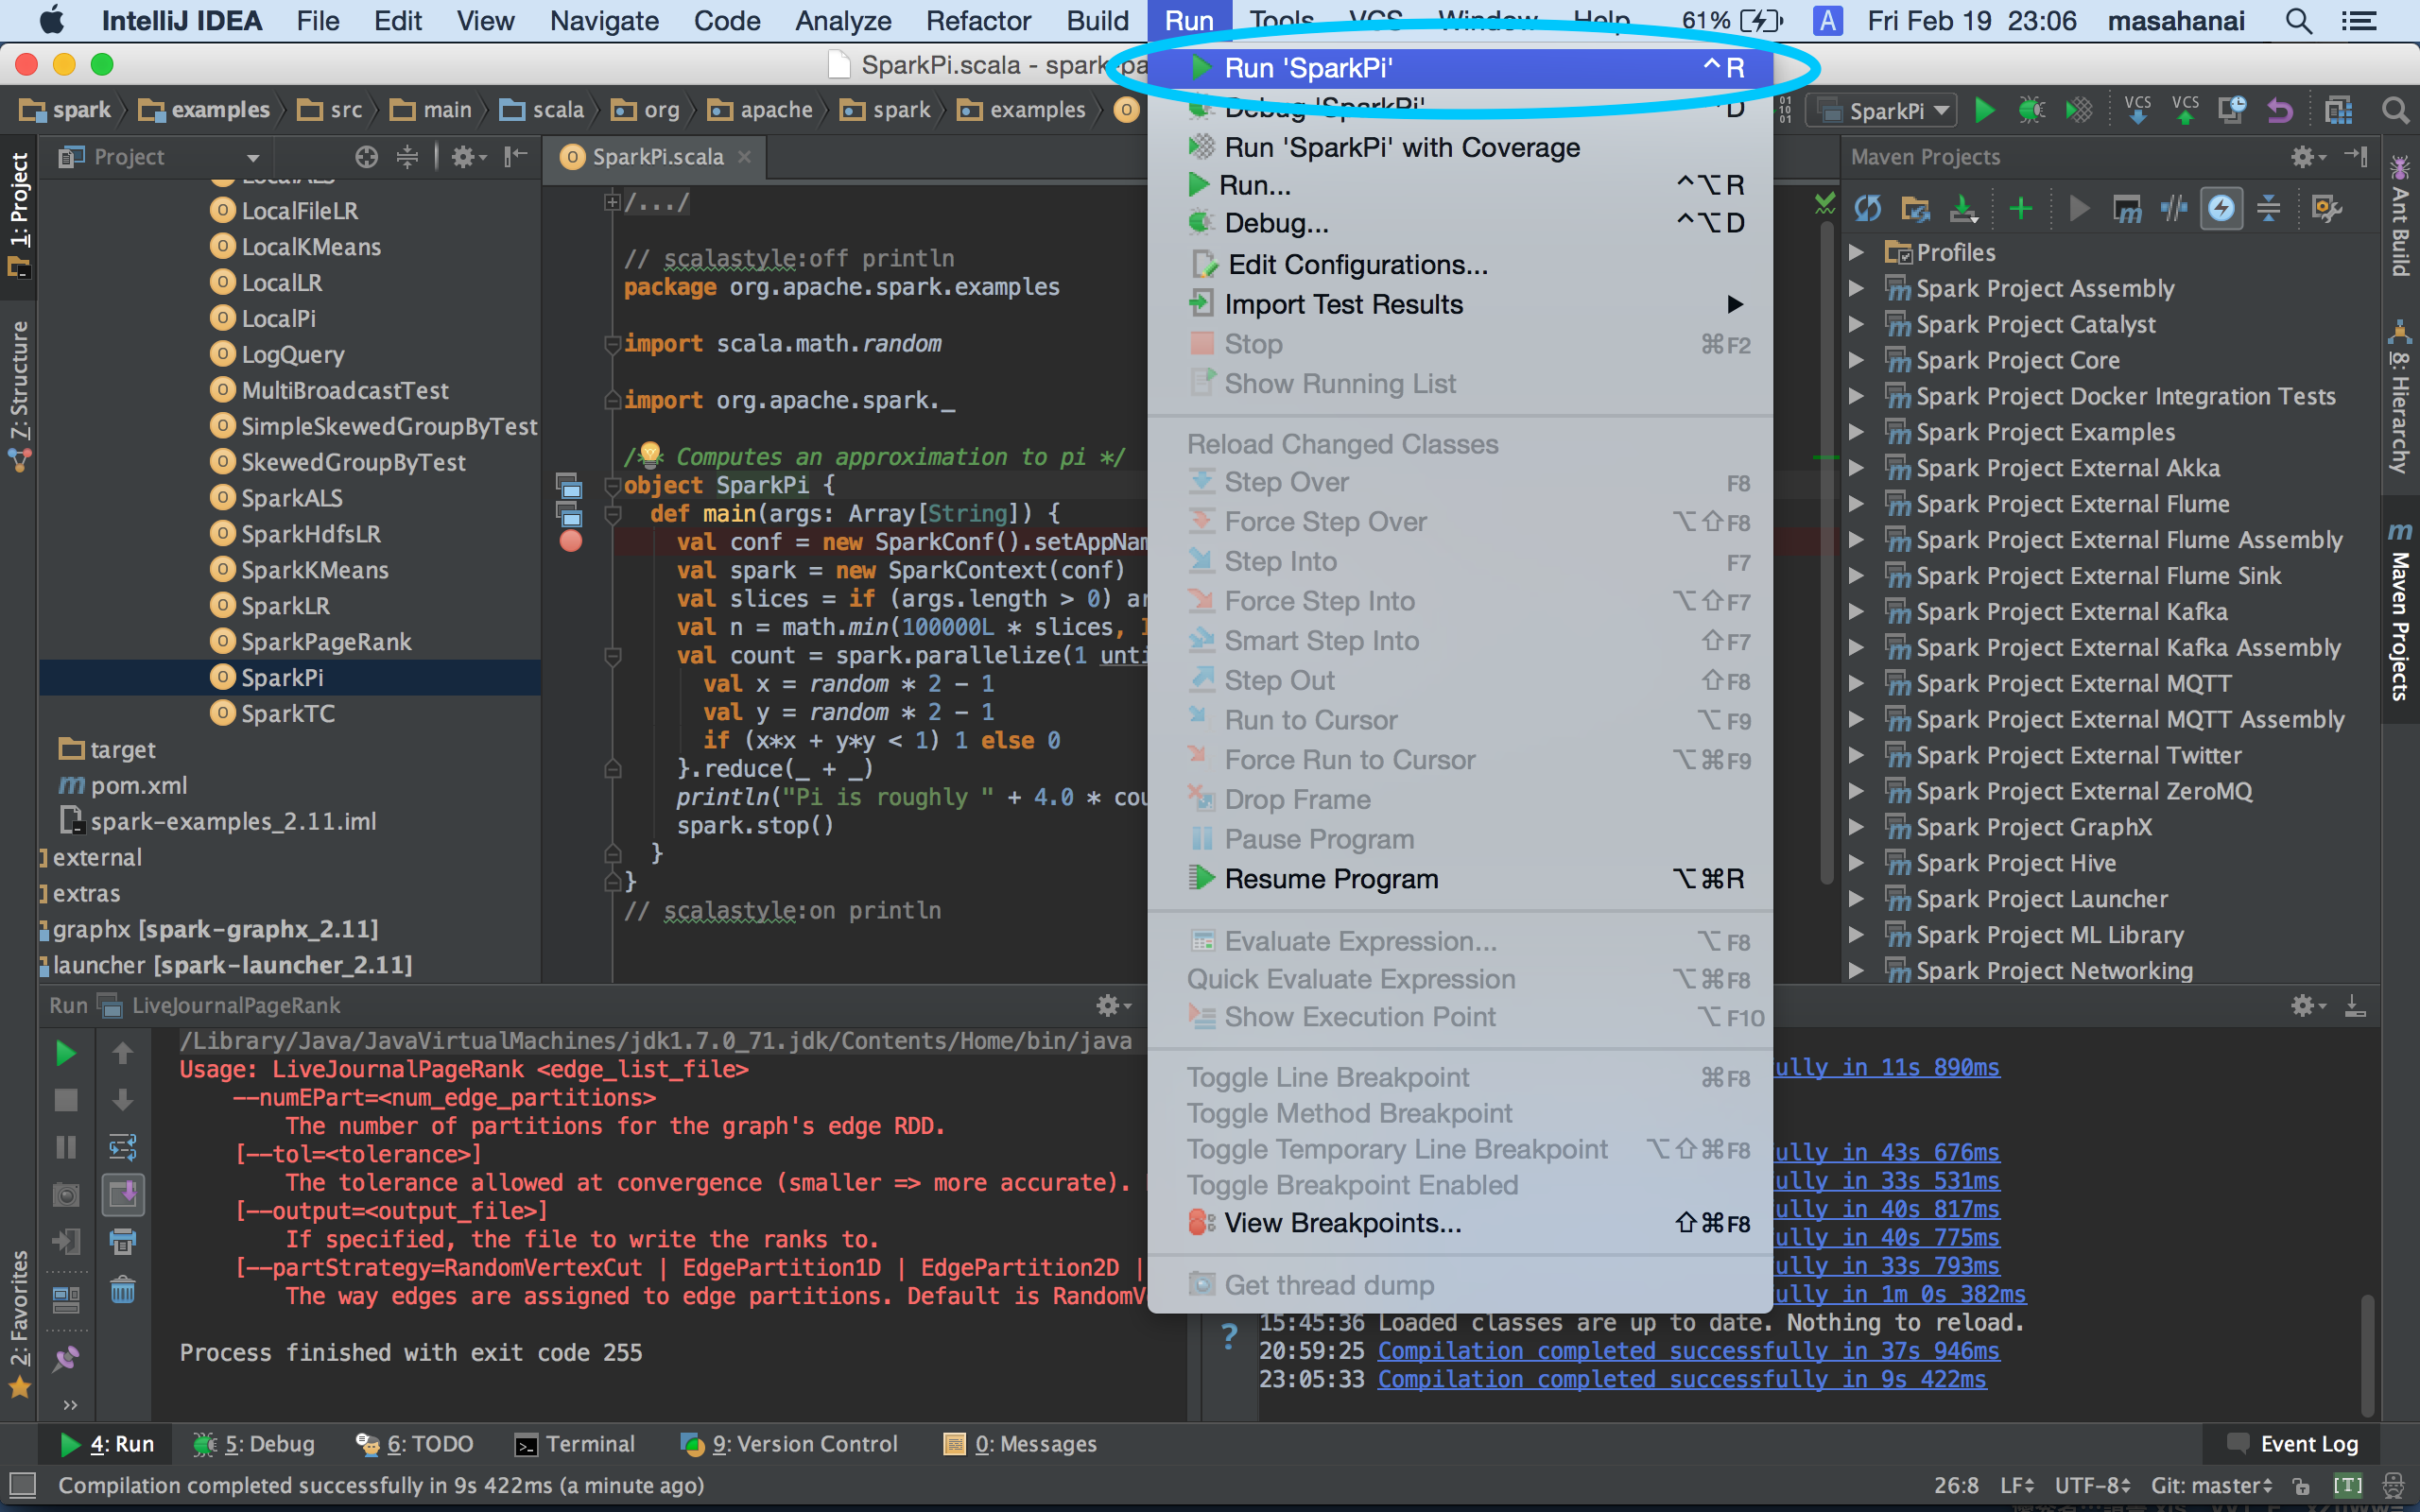 IntelliJ IDEA File Edit View Navigate Code Analyze Refactor Build Run Tools VCS Window Help 61% A Fri Feb 19 23:06 masahanai
SparkPi.scala - spark-pa
spark examples src main scala org apache spark examples SparkPi VCS VCS
Project
SparkPi.scala
Maven Projects
1: Project
Z: Structure
2: Favorites
LocalALS
LocalFileLR
LocalKMeans
LocalLR
LocalPi
LogQuery
MultiBroadcastTest
SimpleSkewedGroupByTest
SkewedGroupByTest
SparkALS
SparkHdfsLR
SparkKMeans
SparkLR
SparkPageRank
SparkPi
SparkTC
target
pom.xml
spark-examples_2.11.iml
external
extras
graphx [spark-graphx_2.11]
launcher [spark-launcher_2.11]
/.../
// scalastyle:off println
package org.apache.spark.examples
import scala.math.random
import org.apache.spark._
/** Computes an approximation to pi */
object SparkPi {
def main(args: Array[String]) {
val conf = new SparkConf().setAppNam
val spark = new SparkContext(conf)
val slices = if (args.length > 0) ar
val n = math.min(100000L * slices,
val count = spark.parallelize(1 unti
val x = random * 2 - 1
val y = random * 2 - 1
if (x*x + y*y < 1) 1 else 0
}.reduce(_ + _)
println("Pi is roughly " + 4.0 * cou
spark.stop()
}
}
// scalastyle:on println
Run 'SparkPi' ^R
Debug 'SparkPi' ^D
Run 'SparkPi' with Coverage
Run... ^⌥R
Debug... ^⌥D
Edit Configurations...
Import Test Results
Stop ⌘F2
Show Running List
Reload Changed Classes
Step Over F8
Force Step Over ⌥⇧F8
Step Into F7
Force Step Into ⌥⇧F7
Smart Step Into ⇧F7
Step Out ⇧F8
Run to Cursor ⌥F9
Force Run to Cursor ⌥⌘F9
Drop Frame
Pause Program
Resume Program ⌥⌘R
Evaluate Expression... ⌥F8
Quick Evaluate Expression ⌥⌘F8
Show Execution Point ⌥F10
Toggle Line Breakpoint ⌘F8
Toggle Method Breakpoint
Toggle Temporary Line Breakpoint ⌥⇧⌘F8
Toggle Breakpoint Enabled
View Breakpoints... ⇧⌘F8
Get thread dump
Profiles
Spark Project Assembly
Spark Project Catalyst
Spark Project Core
Spark Project Docker Integration Tests
Spark Project Examples
Spark Project External Akka
Spark Project External Flume
Spark Project External Flume Assembly
Spark Project External Flume Sink
Spark Project External Kafka
Spark Project External Kafka Assembly
Spark Project External MQTT
Spark Project External MQTT Assembly
Spark Project External Twitter
Spark Project External ZeroMQ
Spark Project GraphX
Spark Project Hive
Spark Project Launcher
Spark Project ML Library
Spark Project Networking
Ant Build
8: Hierarchy
Maven Projects
Run LiveJournalPageRank
/Library/Java/JavaVirtualMachines/jdk1.7.0_71.jdk/Contents/Home/bin/java
Usage: LiveJournalPageRank <edge_list_file>
--numEPart=<num_edge_partitions>
The number of partitions for the graph's edge RDD.
[--tol=<tolerance>]
The tolerance allowed at convergence (smaller => more accurate).
[--output=<output_file>]
If specified, the file to write the ranks to.
[--partStrategy=RandomVertexCut | EdgePartition1D | EdgePartition2D |
The way edges are assigned to edge partitions. Default is RandomV
Process finished with exit code 255
ully in 11s 890ms
ully in 43s 676ms
ully in 33s 531ms
ully in 40s 817ms
ully in 40s 775ms
ully in 33s 793ms
fully in 1m 0s 382ms
15:45:36 Loaded classes are up to date. Nothing to reload.
20:59:25 Compilation completed successfully in 37s 946ms
23:05:33 Compilation completed successfully in 9s 422ms
4: Run 5: Debug 6: TODO Terminal 9: Version Control 0: Messages Event Log
Compilation completed successfully in 9s 422ms (a minute ago) 26:8 LF UTF-8 Git: master [T]